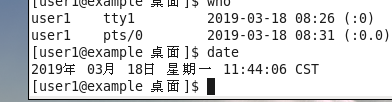 [user1@example 桌面]$ who
user1 tty1 2019-03-18 08:26 (:0)
user1 pts/0 2019-03-18 08:31 (:0.0)
[user1@example 桌面]$ date
2019年 03月 18日 星期一 11:44:06 CST
[user1@example 桌面]$